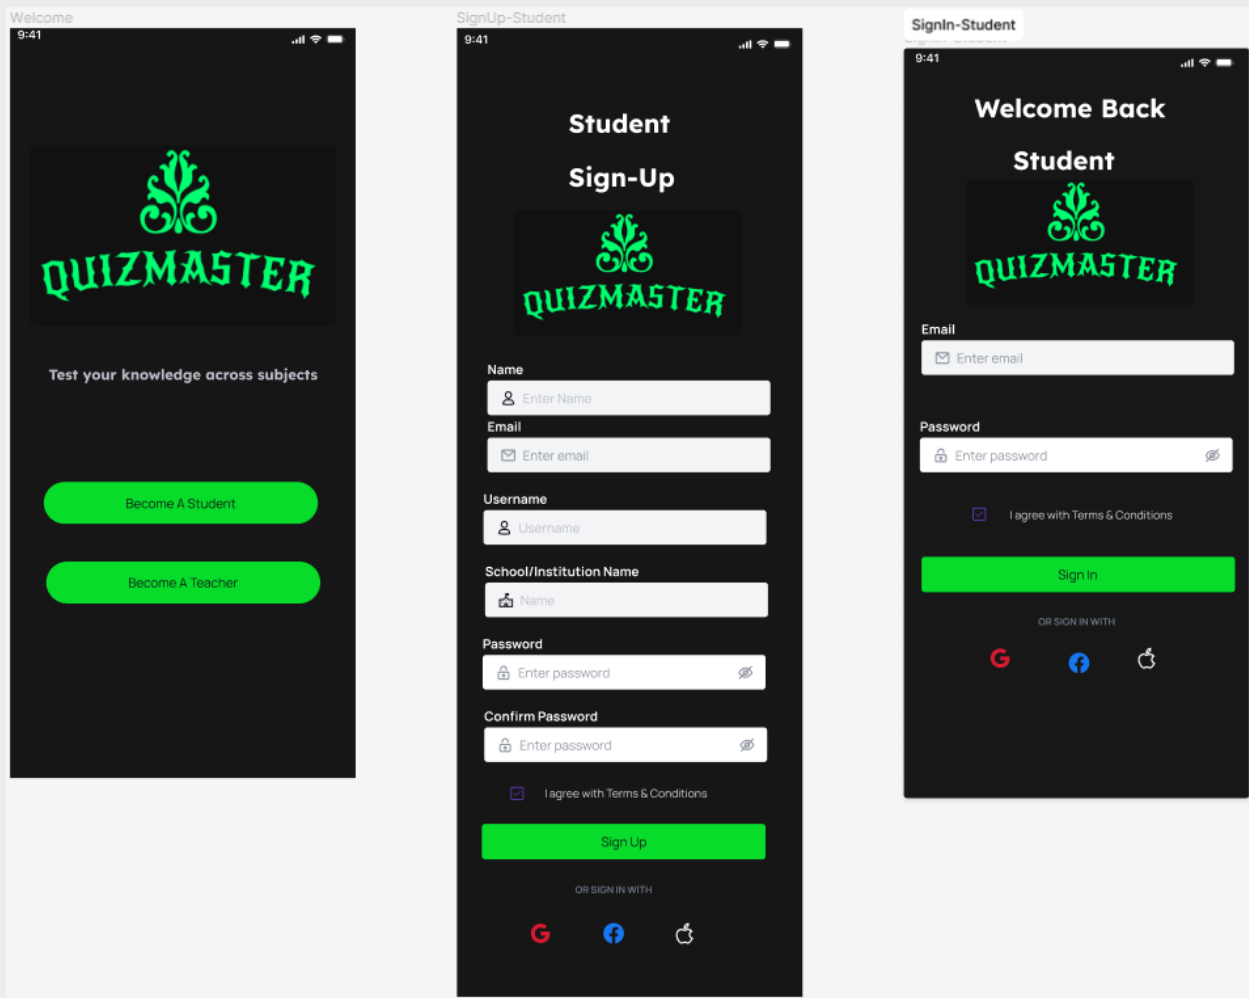 Welcome
9:41
QUIZMASTER
Test your knowledge across subjects
Become A Student
Become A Teacher
SignUp-Student
9:41
Student
Sign-Up
QUIZMASTER
Name
Enter Name
Email
Enter email
Username
Username
School/Institution Name
Name
Password
Enter password
Confirm Password
Enter password
I agree with Terms & Conditions
Sign Up
OR SIGN IN WITH
SignIn-Student
SignIn-Student
9:41
Welcome Back
Student
QUIZMASTER
Email
Enter email
Password
Enter password
I agree with Terms & Conditions
Sign In
OR SIGN IN WITH